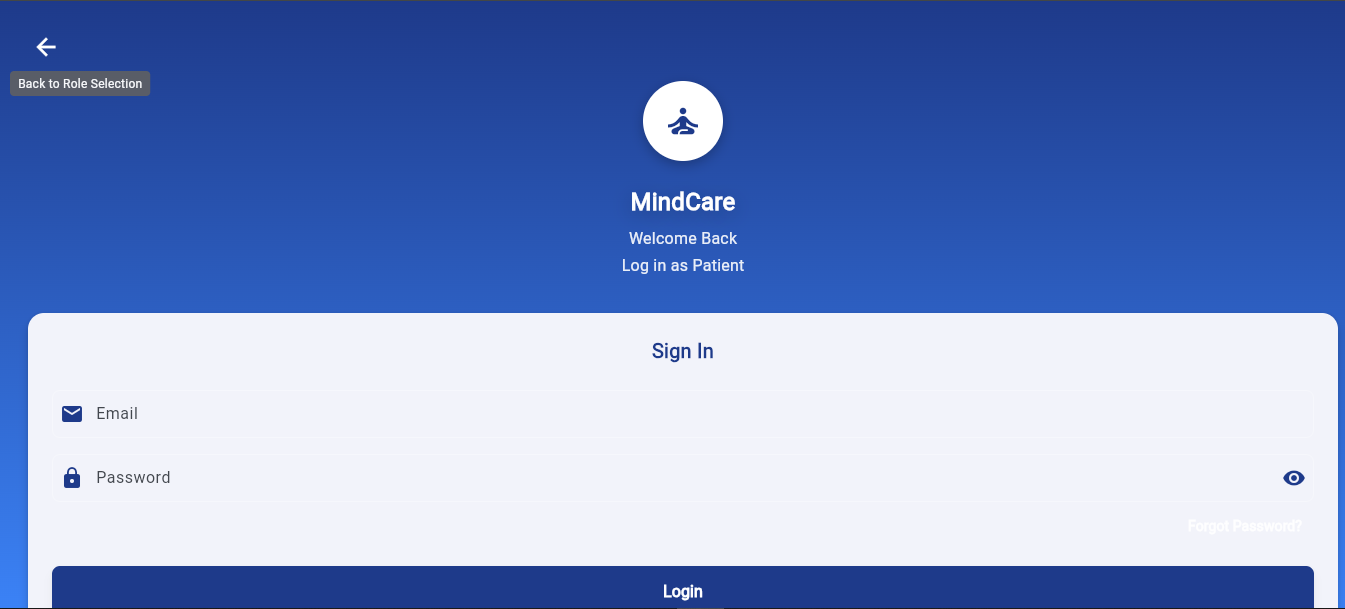 Back to Role Selection
MindCare
Welcome Back
Log in as Patient
Sign In
Email
Password
Forgot Password?
Login